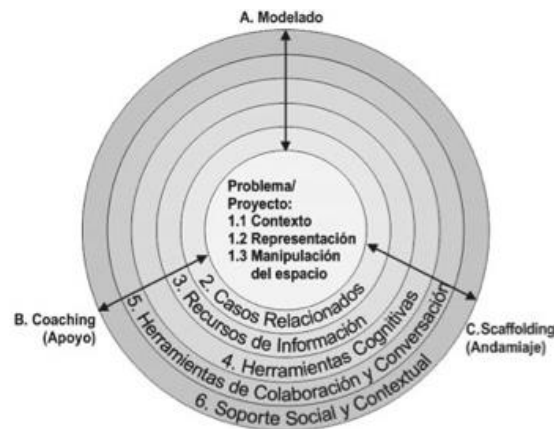 A. Modelado
Problema/
Proyecto:
1.1 Contexto
1.2 Representación
1.3 Manipulación
del espacio
2. Casos Relacionados
3. Recursos de Información
4. Herramientas Cognitivas
5. Herramientas de Colaboración y Conversación
6. Soporte Social y Contextual
B. Coaching
(Apoyo)
C.Scaffolding
(Andamiaje)